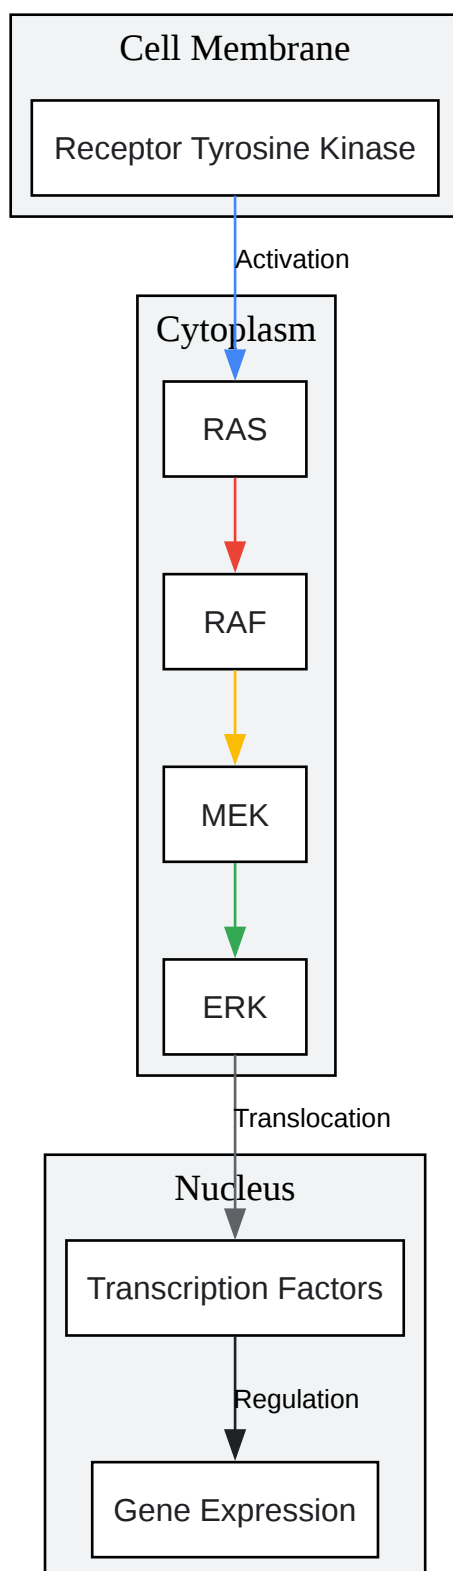 Cell Membrane
Receptor Tyrosine Kinase
Activation
Cytoplasm
RAS
RAF
MEK
ERK
Translocation
Nucleus
Transcription Factors
Regulation
Gene Expression